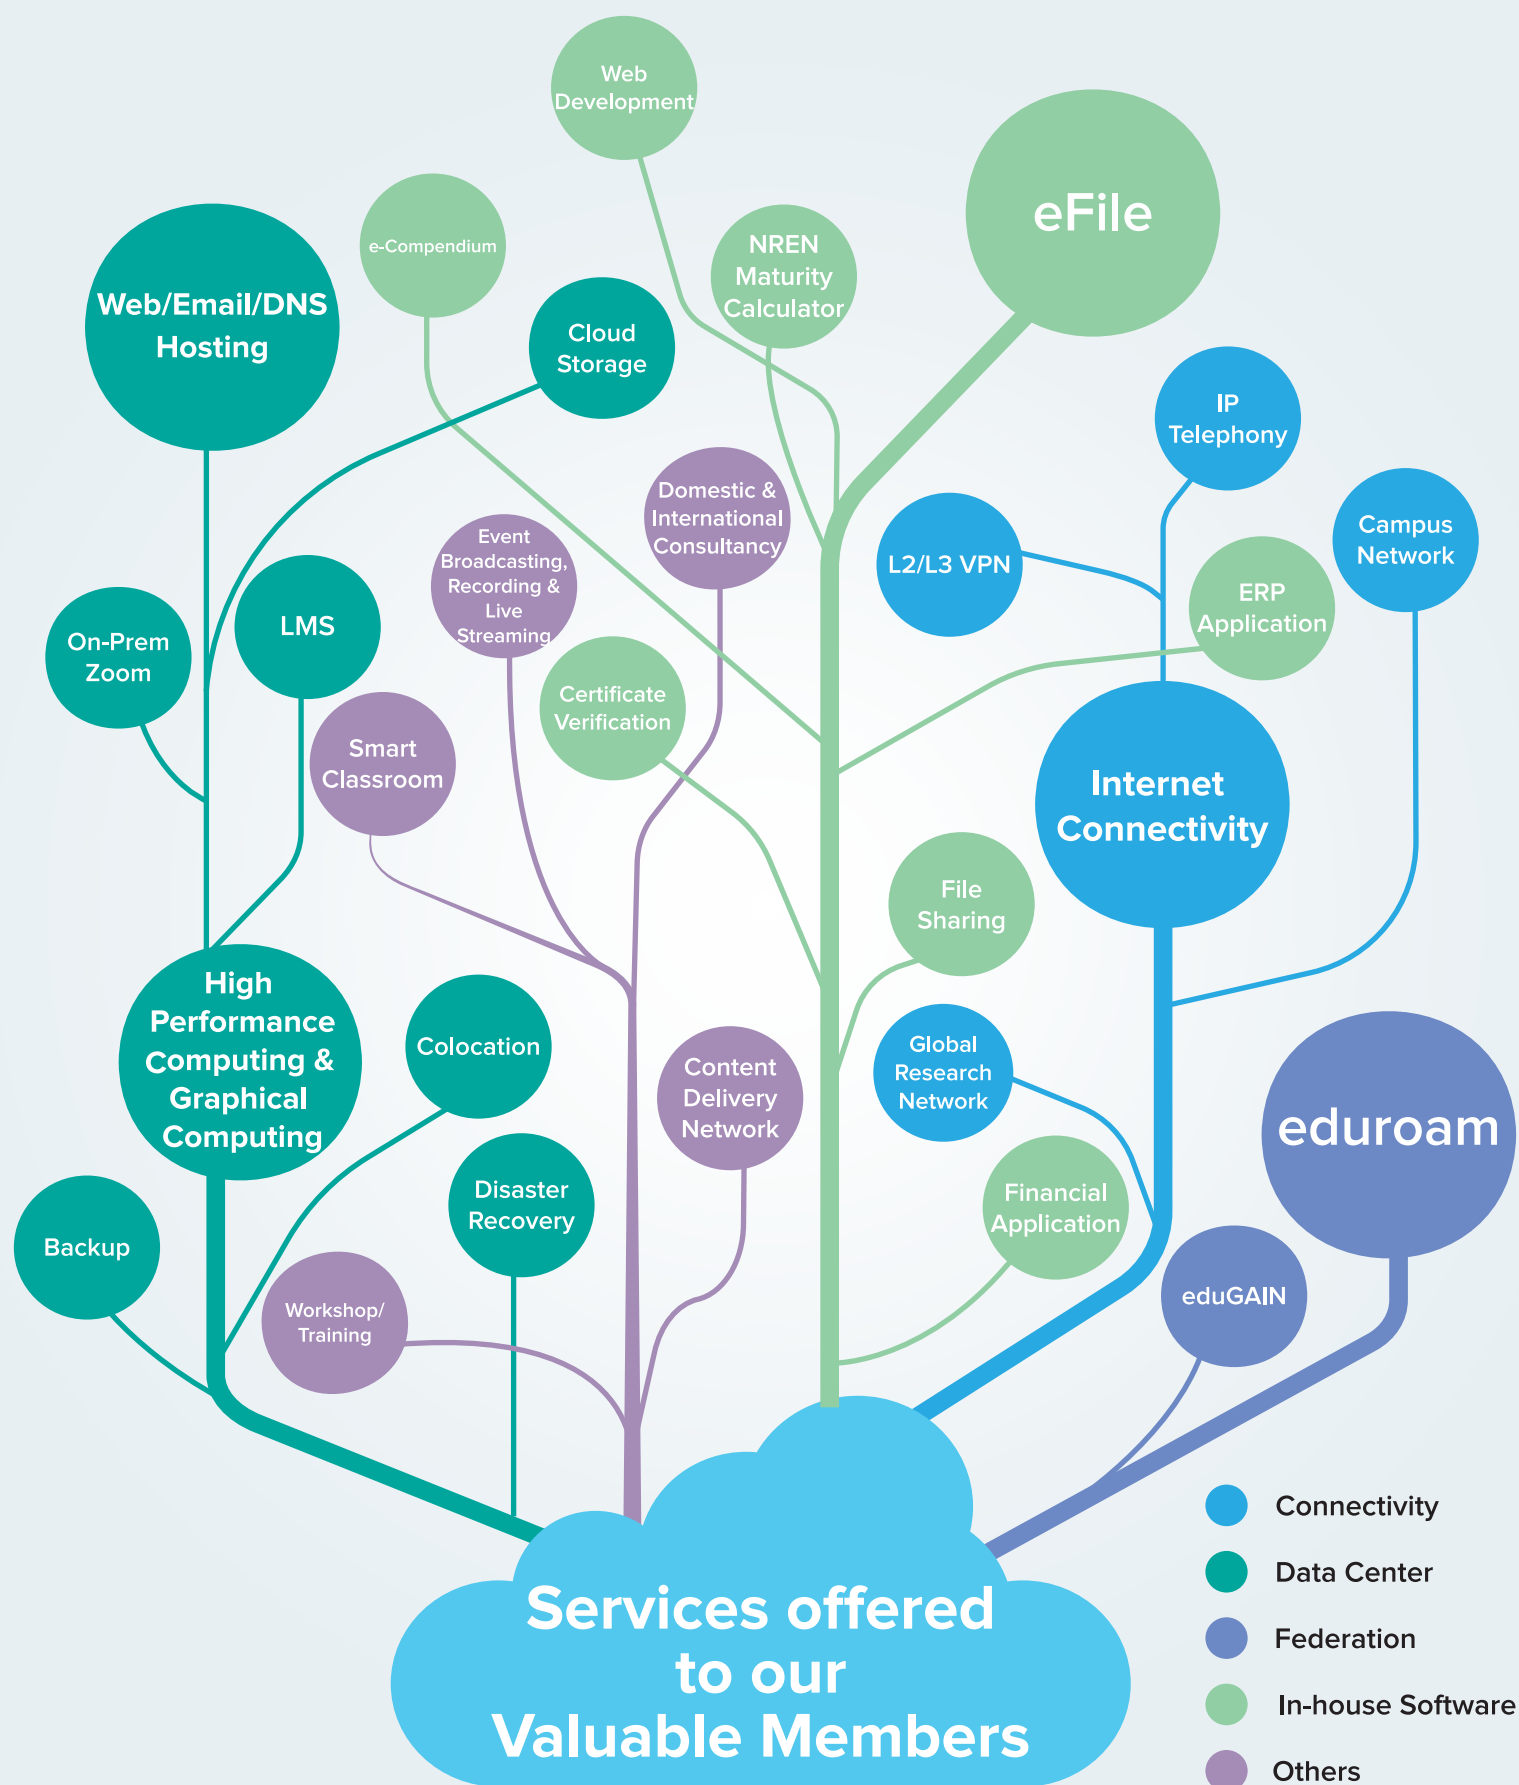 Web
Development
eFile
e-Compendium
NREN
Maturity
Calculator
Web/Email/DNS
Hosting
Cloud
Storage
IP
Telephony
Domestic &
International
Consultancy
Campus
Network
Event
Broadcasting,
Recording &
Live
Streaming
L2/L3 VPN
ERP
Application
LMS
On-Prem
Zoom
Certificate
Verification
Smart
Classroom
Internet
Connectivity
File
Sharing
High
Performance
Computing &
Graphical
Computing
Colocation
Content
Delivery
Network
Global
Research
Network
eduroam
Disaster
Recovery
Financial
Application
Backup
eduGAIN
Workshop/
Training
Services offered
to our
Valuable Members
Connectivity
Data Center
Federation
In-house Software
Others